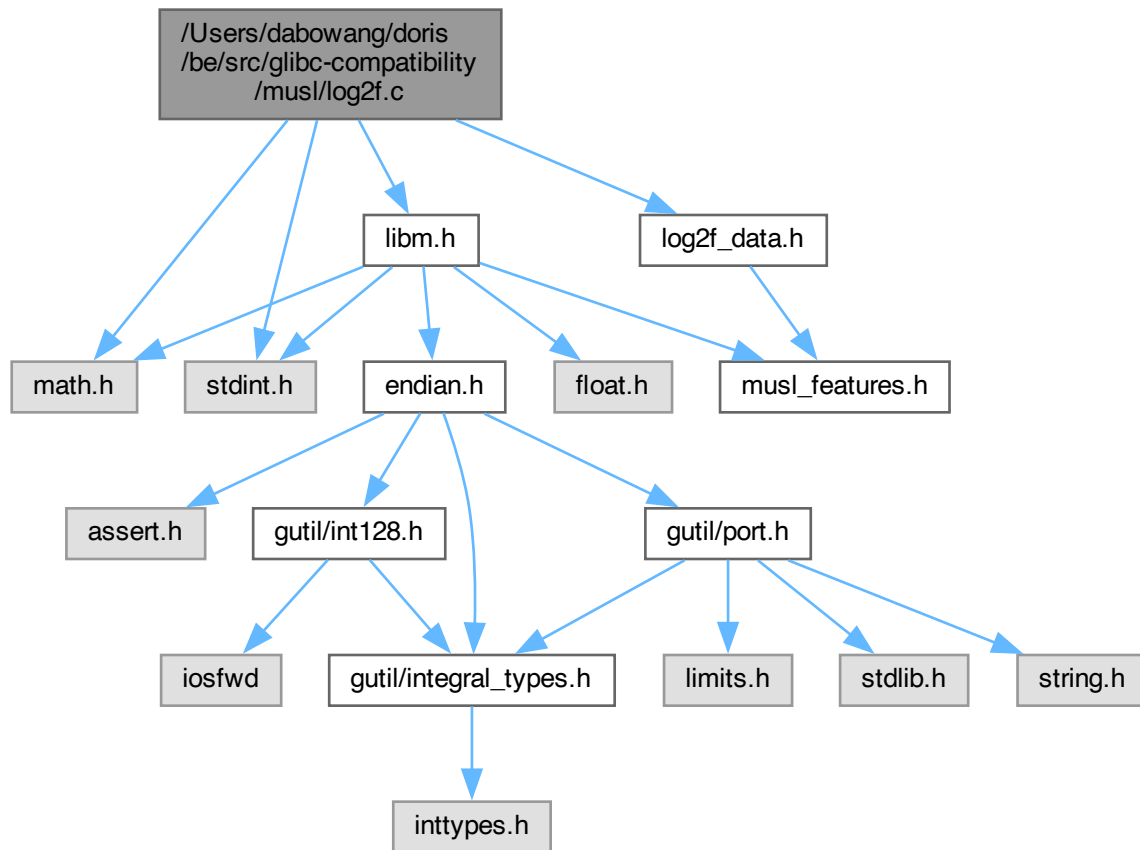 /Users/dabowang/doris
/be/src/glibc-compatibility
/musl/log2f.c
libm.h
log2f_data.h
math.h
stdint.h
endian.h
float.h
musl_features.h
assert.h
gutil/int128.h
gutil/port.h
iosfwd
gutil/integral_types.h
limits.h
stdlib.h
string.h
inttypes.h